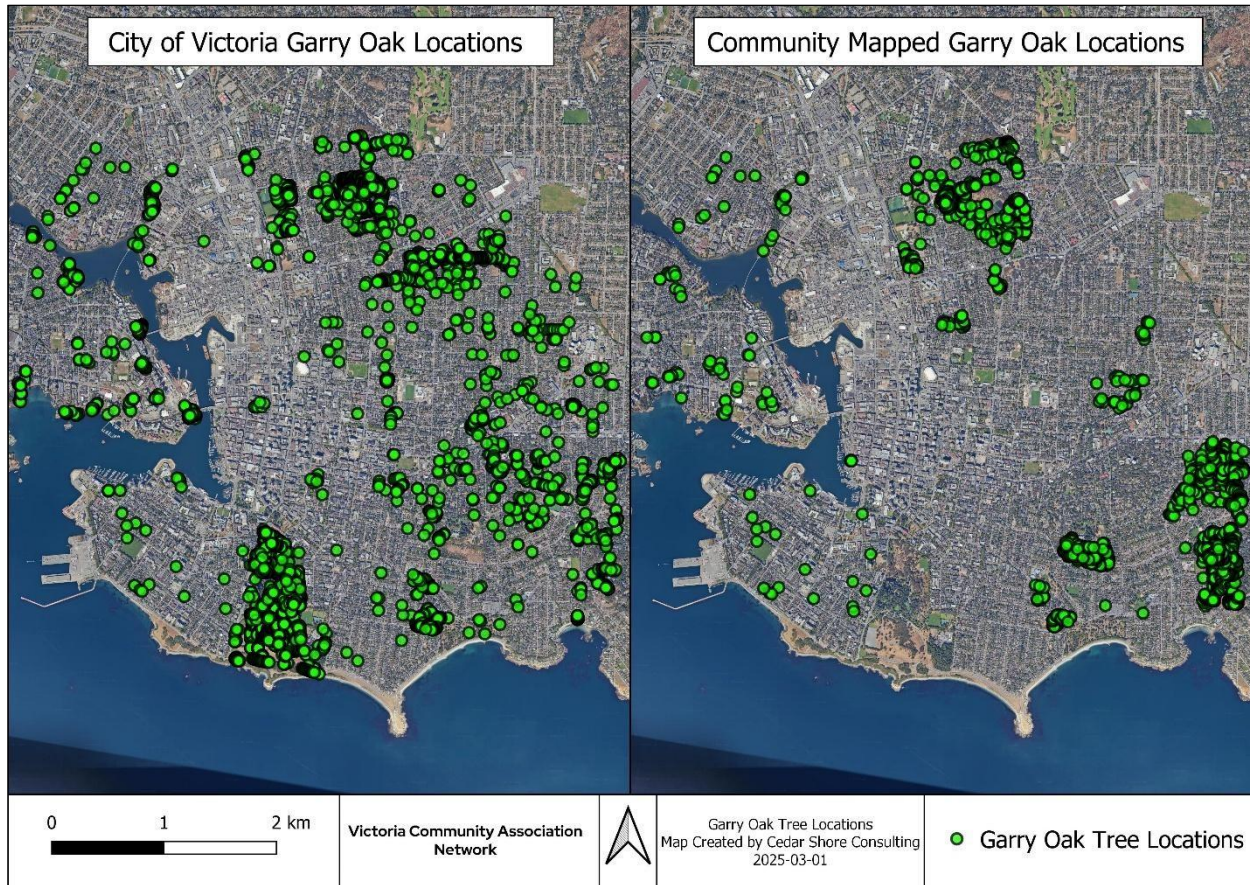 City of Victoria Garry Oak Locations
Community Mapped Garry Oak Locations
0 1 2 km
Victoria Community Association
Network
Garry Oak Tree Locations
Map Created by Cedar Shore Consulting
2025-03-01
Garry Oak Tree Locations